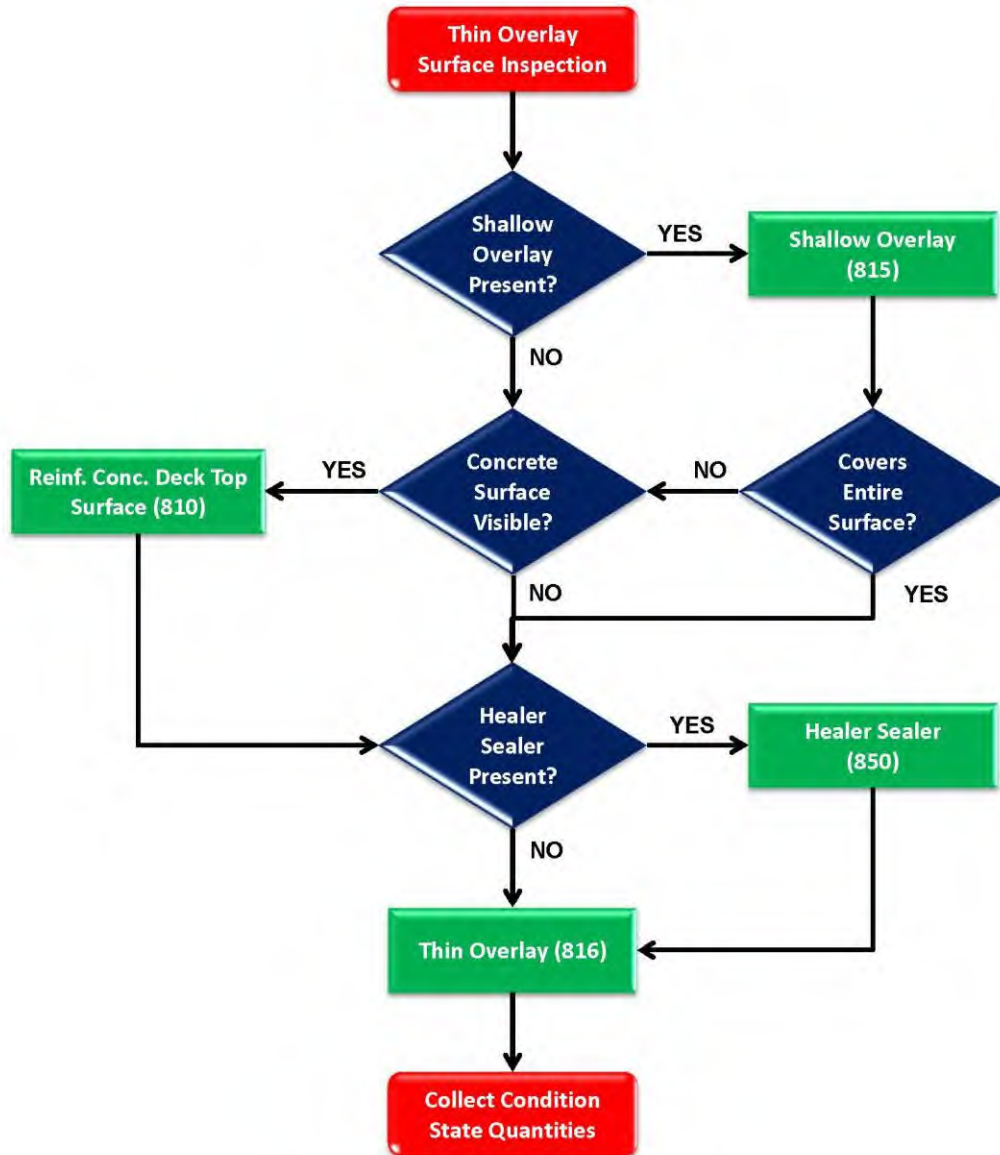 Thin Overlay
Surface Inspection
Shallow
Overlay
Present?
YES
Shallow Overlay
(815)
NO
Reinf. Conc. Deck Top
Surface (810)
YES
Concrete
Surface
Visible?
NO
Covers
Entire
Surface?
NO
YES
Healer
Sealer
Present?
YES
Healer Sealer
(850)
NO
Thin Overlay (816)
Collect Condition
State Quantities